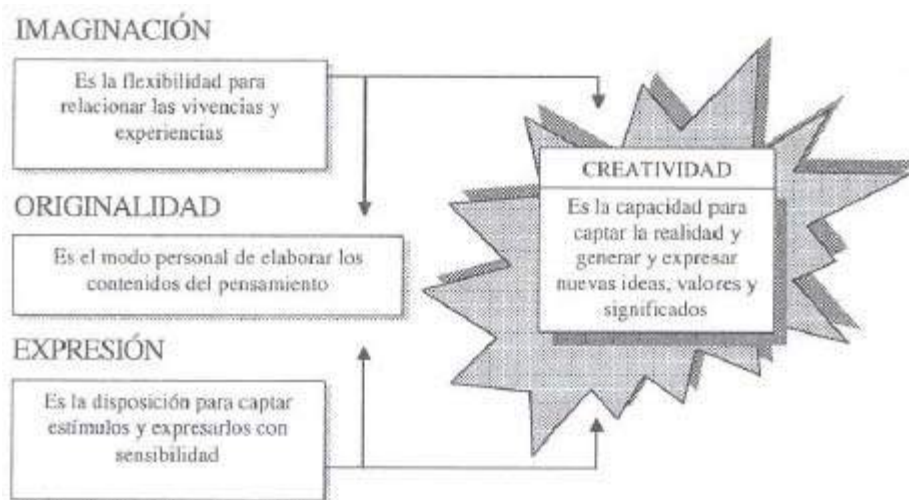 IMAGINACIÓN
Es la flexibilidad para
relacionar las vivencias y
experiencias
ORIGINALIDAD
Es el modo personal de elaborar los
contenidos del pensamiento
EXPRESIÓN
Es la disposición para captar
estímulos y expresarlos con
sensibilidad
CREATIVIDAD
Es la capacidad para
captar la realidad y
generar y expresar
nuevas ideas, valores y
significados